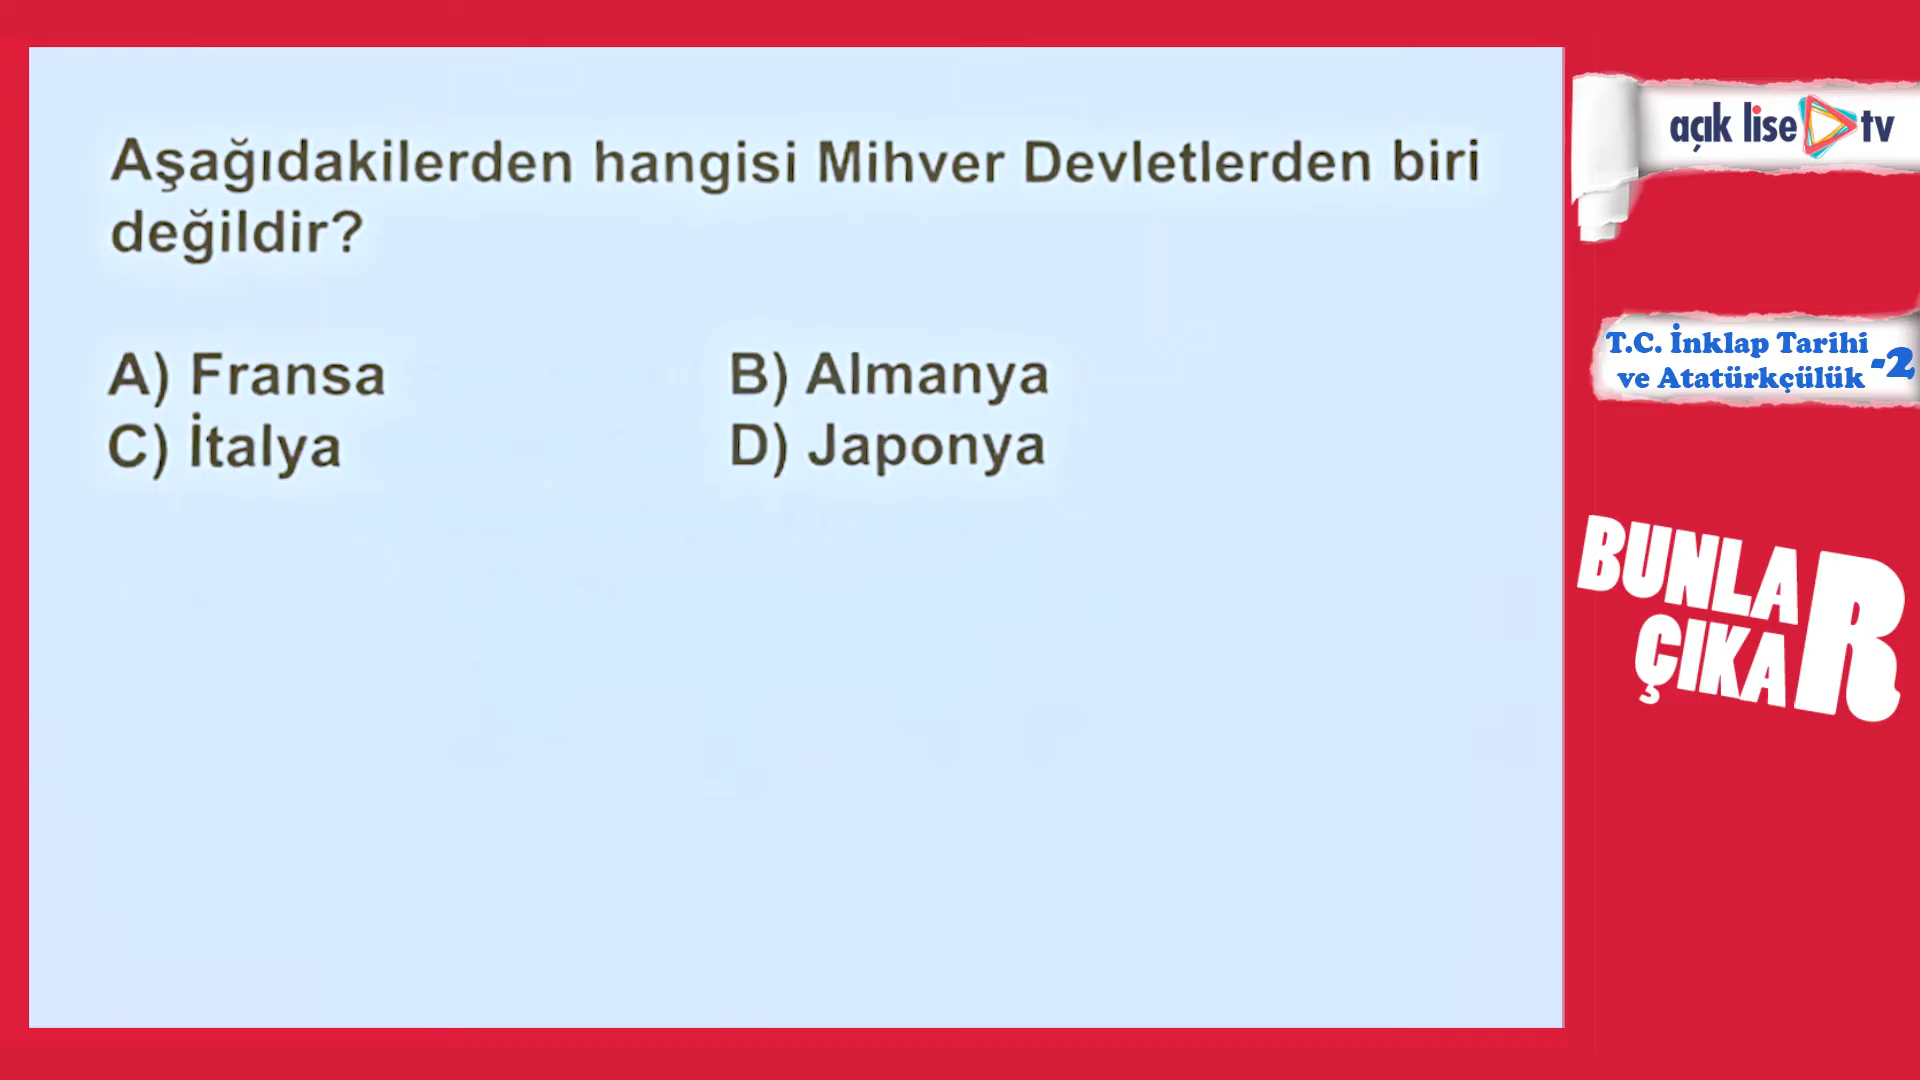 Aşağıdakilerden hangisi Mihver Devletlerden biri
değildir?
A) Fransa
B) Almanya
C) İtalya
D) Japonya
açık lise tv
T.C. İnklap Tarihi
ve Atatürkçülük -2
BUNLAR
ÇIKAR